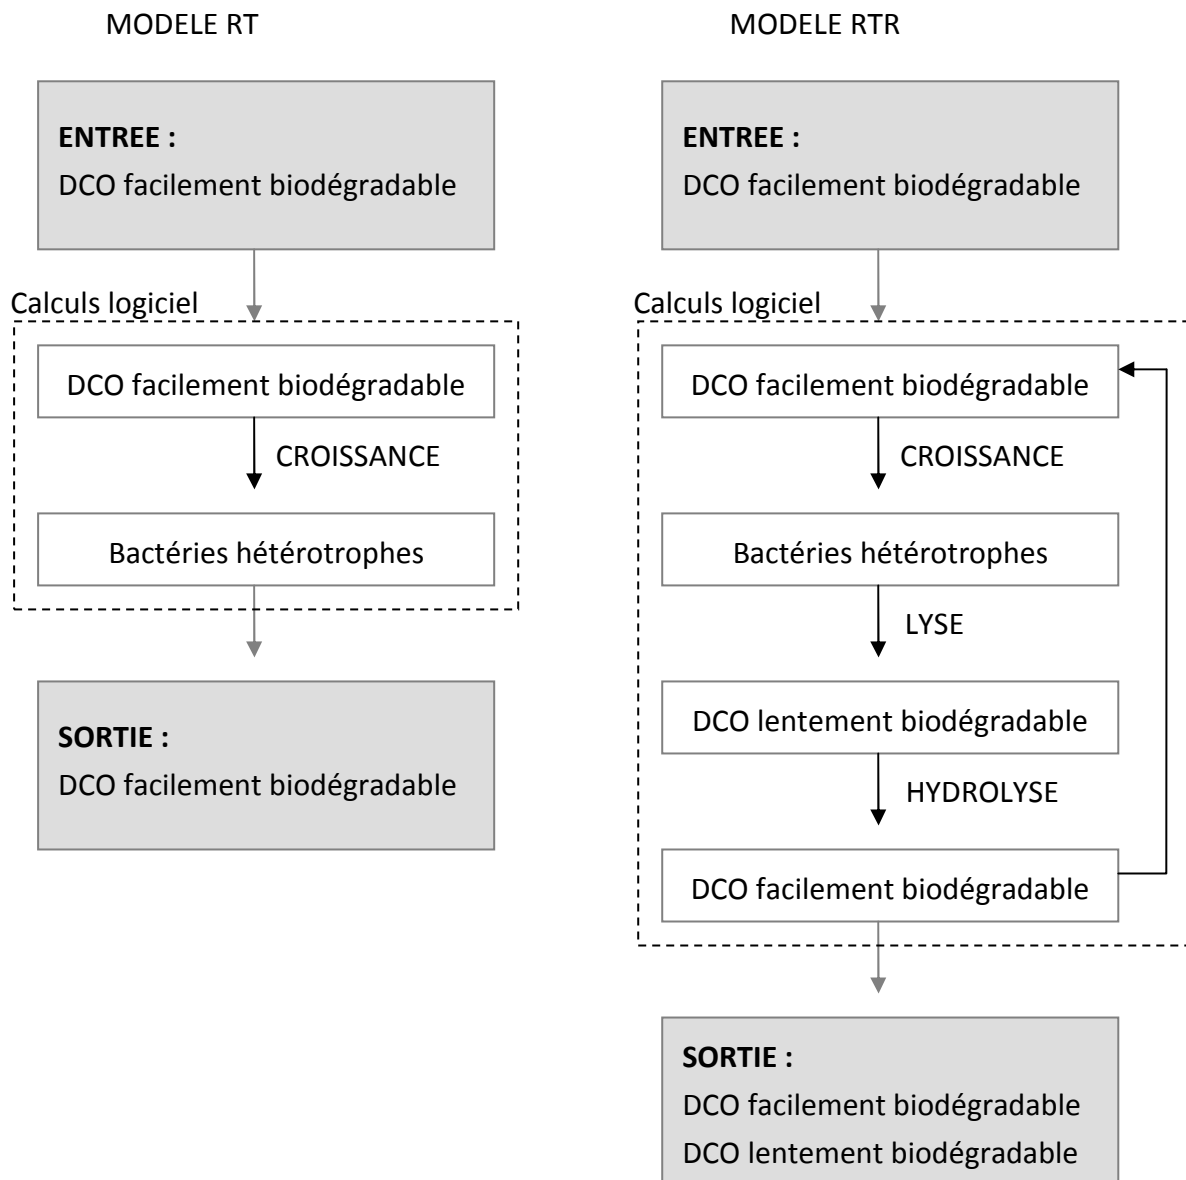 MODELE RT
ENTREE :
DCO facilement biodégradable
Calculs logiciel
DCO facilement biodégradable
CROISSANCE
Bactéries hétérotrophes
SORTIE :
DCO facilement biodégradable
MODELE RTR
ENTREE :
DCO facilement biodégradable
Calculs logiciel
DCO facilement biodégradable
CROISSANCE
Bactéries hétérotrophes
LYSE
DCO lentement biodégradable
HYDROLYSE
DCO facilement biodégradable
SORTIE :
DCO facilement biodégradable
DCO lentement biodégradable